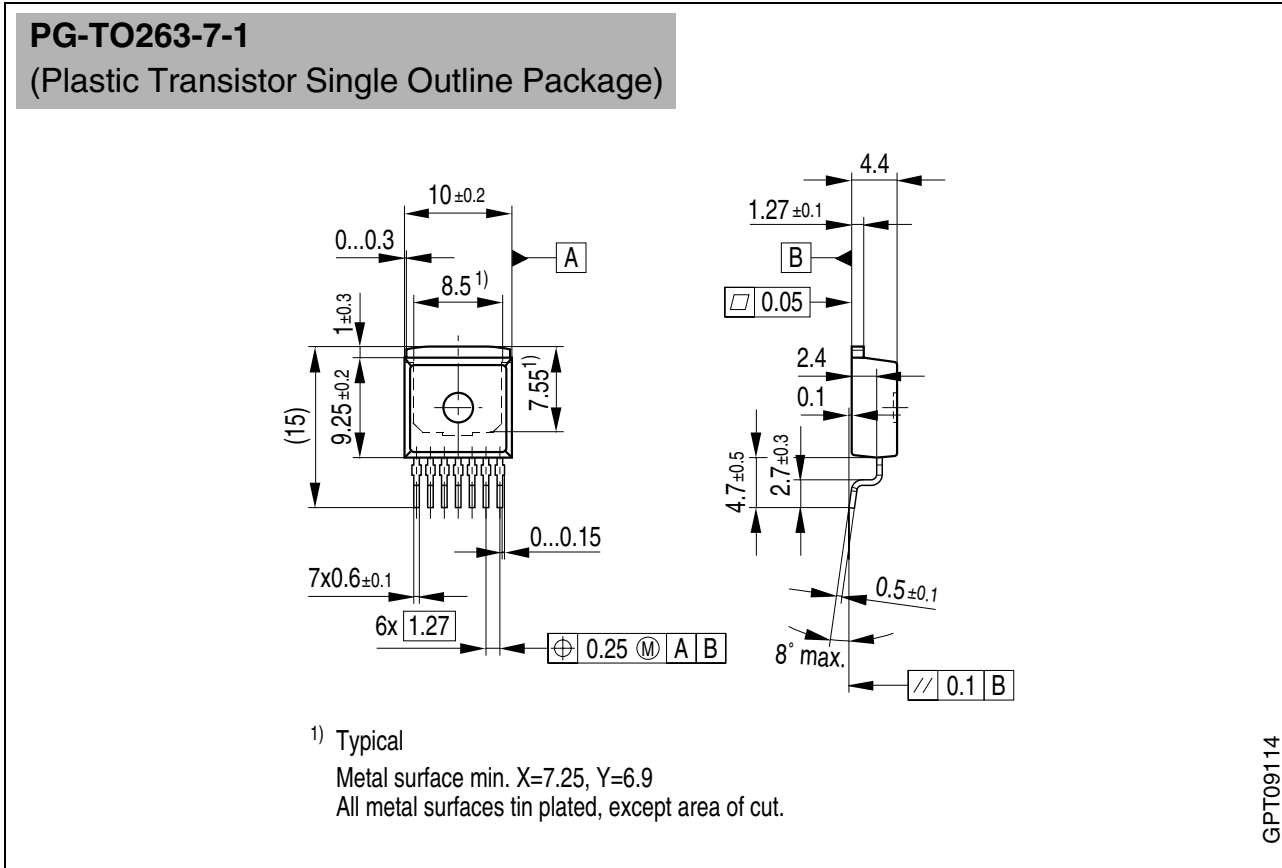 PG-TO263-7-1
(Plastic Transistor Single Outline Package)
4.4
10 ±0.2
1.27 ±0.1
0...0.3
A
B
8.5 1)
0.05
1 ±0.3
7.55 1)
2.4
(15)
9.25 ±0.2
0.1
4.7 ±0.5
2.7 ±0.3
0...0.15
7x0.6 ±0.1
0.5 ±0.1
6x 1.27
⌖ 0.25 Ⓜ A B
8° max.
// 0.1 B
1) Typical
Metal surface min. X=7.25, Y=6.9
All metal surfaces tin plated, except area of cut.
GPT09114